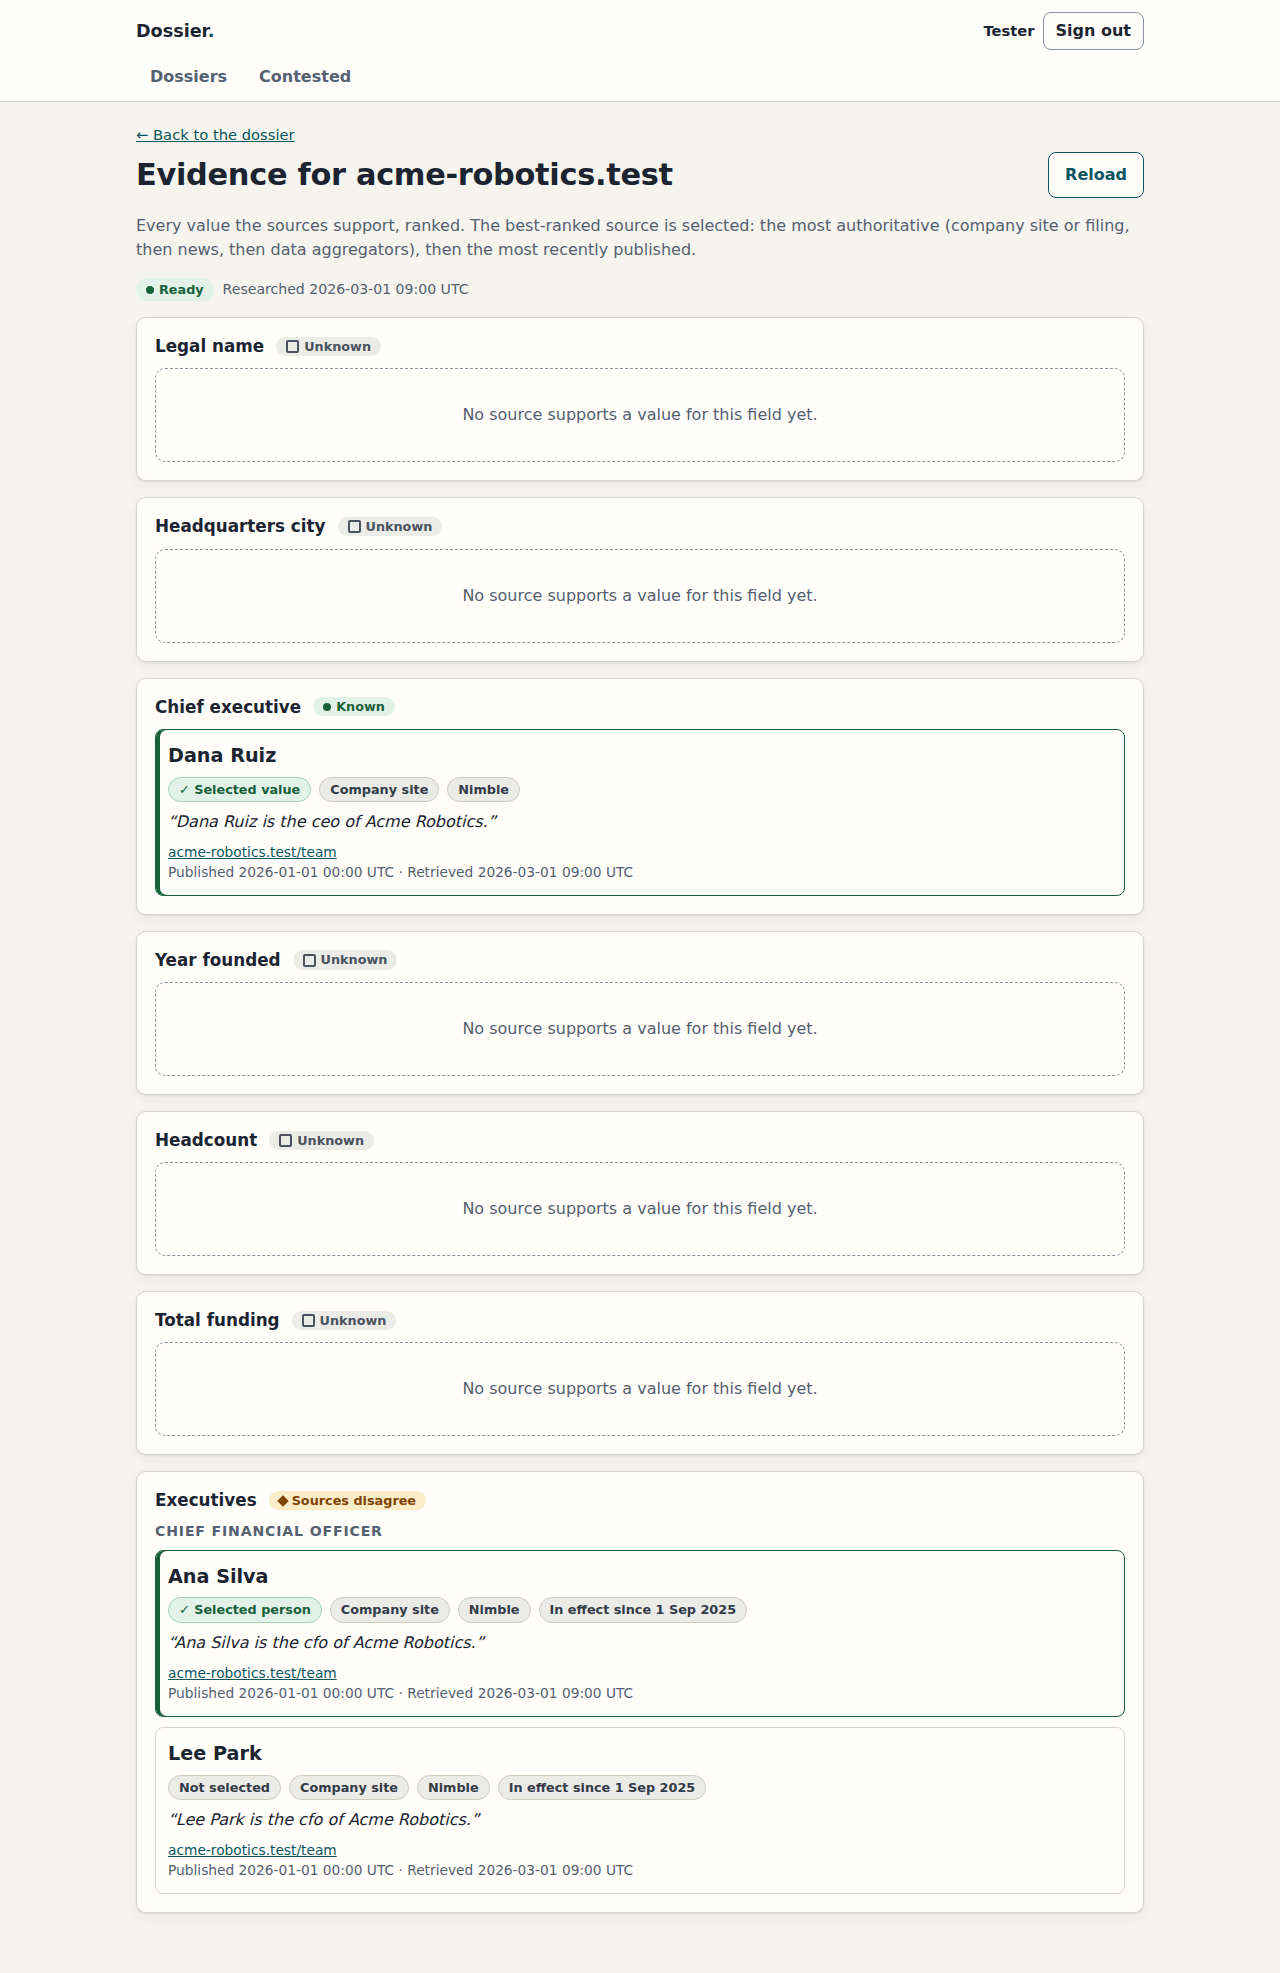 Dossier.
Tester
Sign out
Dossiers
Contested
← Back to the dossier
Evidence for acme-robotics.test
Reload
Every value the sources support, ranked. The best-ranked source is selected: the most authoritative (company site or filing,
then news, then data aggregators), then the most recently published.
Ready
Researched 2026-03-01 09:00 UTC
Legal name
Unknown
No source supports a value for this field yet.
Headquarters city
Unknown
No source supports a value for this field yet.
Chief executive
Known
Dana Ruiz
✓ Selected value
Company site
Nimble
“Dana Ruiz is the ceo of Acme Robotics.”
acme-robotics.test/team
Published 2026-01-01 00:00 UTC · Retrieved 2026-03-01 09:00 UTC
Year founded
Unknown
No source supports a value for this field yet.
Headcount
Unknown
No source supports a value for this field yet.
Total funding
Unknown
No source supports a value for this field yet.
Executives
Sources disagree
CHIEF FINANCIAL OFFICER
Ana Silva
✓ Selected person
Company site
Nimble
In effect since 1 Sep 2025
“Ana Silva is the cfo of Acme Robotics.”
acme-robotics.test/team
Published 2026-01-01 00:00 UTC · Retrieved 2026-03-01 09:00 UTC
Lee Park
Not selected
Company site
Nimble
In effect since 1 Sep 2025
“Lee Park is the cfo of Acme Robotics.”
acme-robotics.test/team
Published 2026-01-01 00:00 UTC · Retrieved 2026-03-01 09:00 UTC